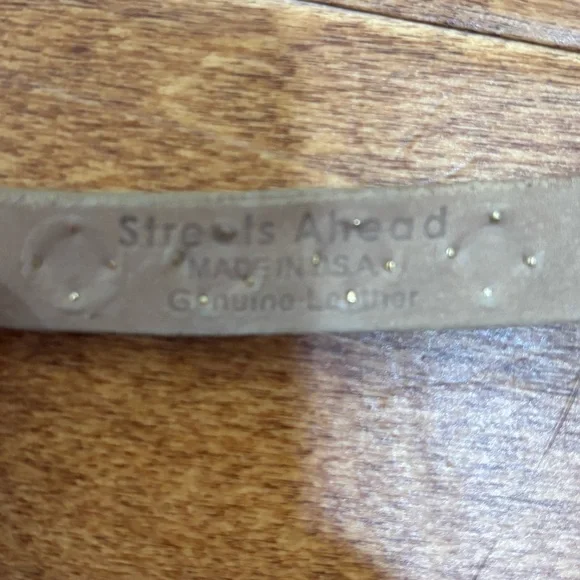 Streets Ahead
MADE IN U.S.A.
Genuine Leather